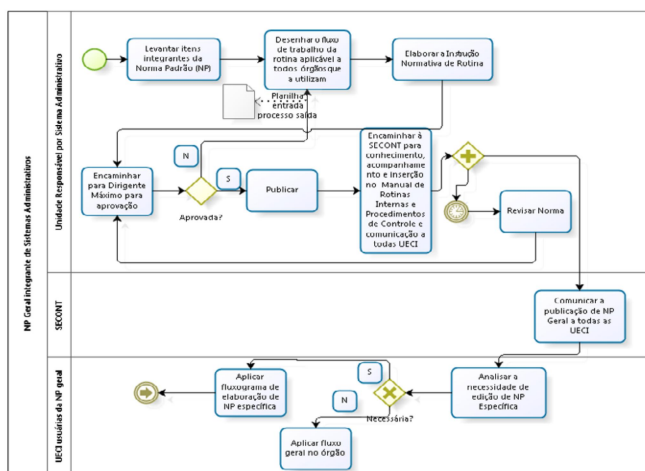 NP Geral integrante de Sistemas Administrativos
Unidade Responsável por Sistema Administrativo
Levantar itens
integrantes da
Norma Padrão (NP)
Desenhar o fluxo
de trabalho da
rotina aplicável a
todos órgãos que
a utilizam
Elaborar a Instrução
Normativa de Rotina
Planilha
entrada
processo saída
Encaminhar
para Dirigente
Máximo para
aprovação
N
S
Aprovada?
Publicar
Encaminhar à
SECONT para
conhecimento,
acompanhame
nto e inserção
no Manual de
Rotinas
Internas e
Procedimentos
de Controle e
comunicação a
todas UECI
Revisar Norma
SECONT
Comunicar a
publicação de NP
Geral a todas as
UECI
UECI usuárias da NP geral
Aplicar
fluxograma de
elaboração de
NP específica
S
N
Necessária?
Analisar a
necessidade de
edição de NP
Específica
Aplicar fluxo
geral no órgão